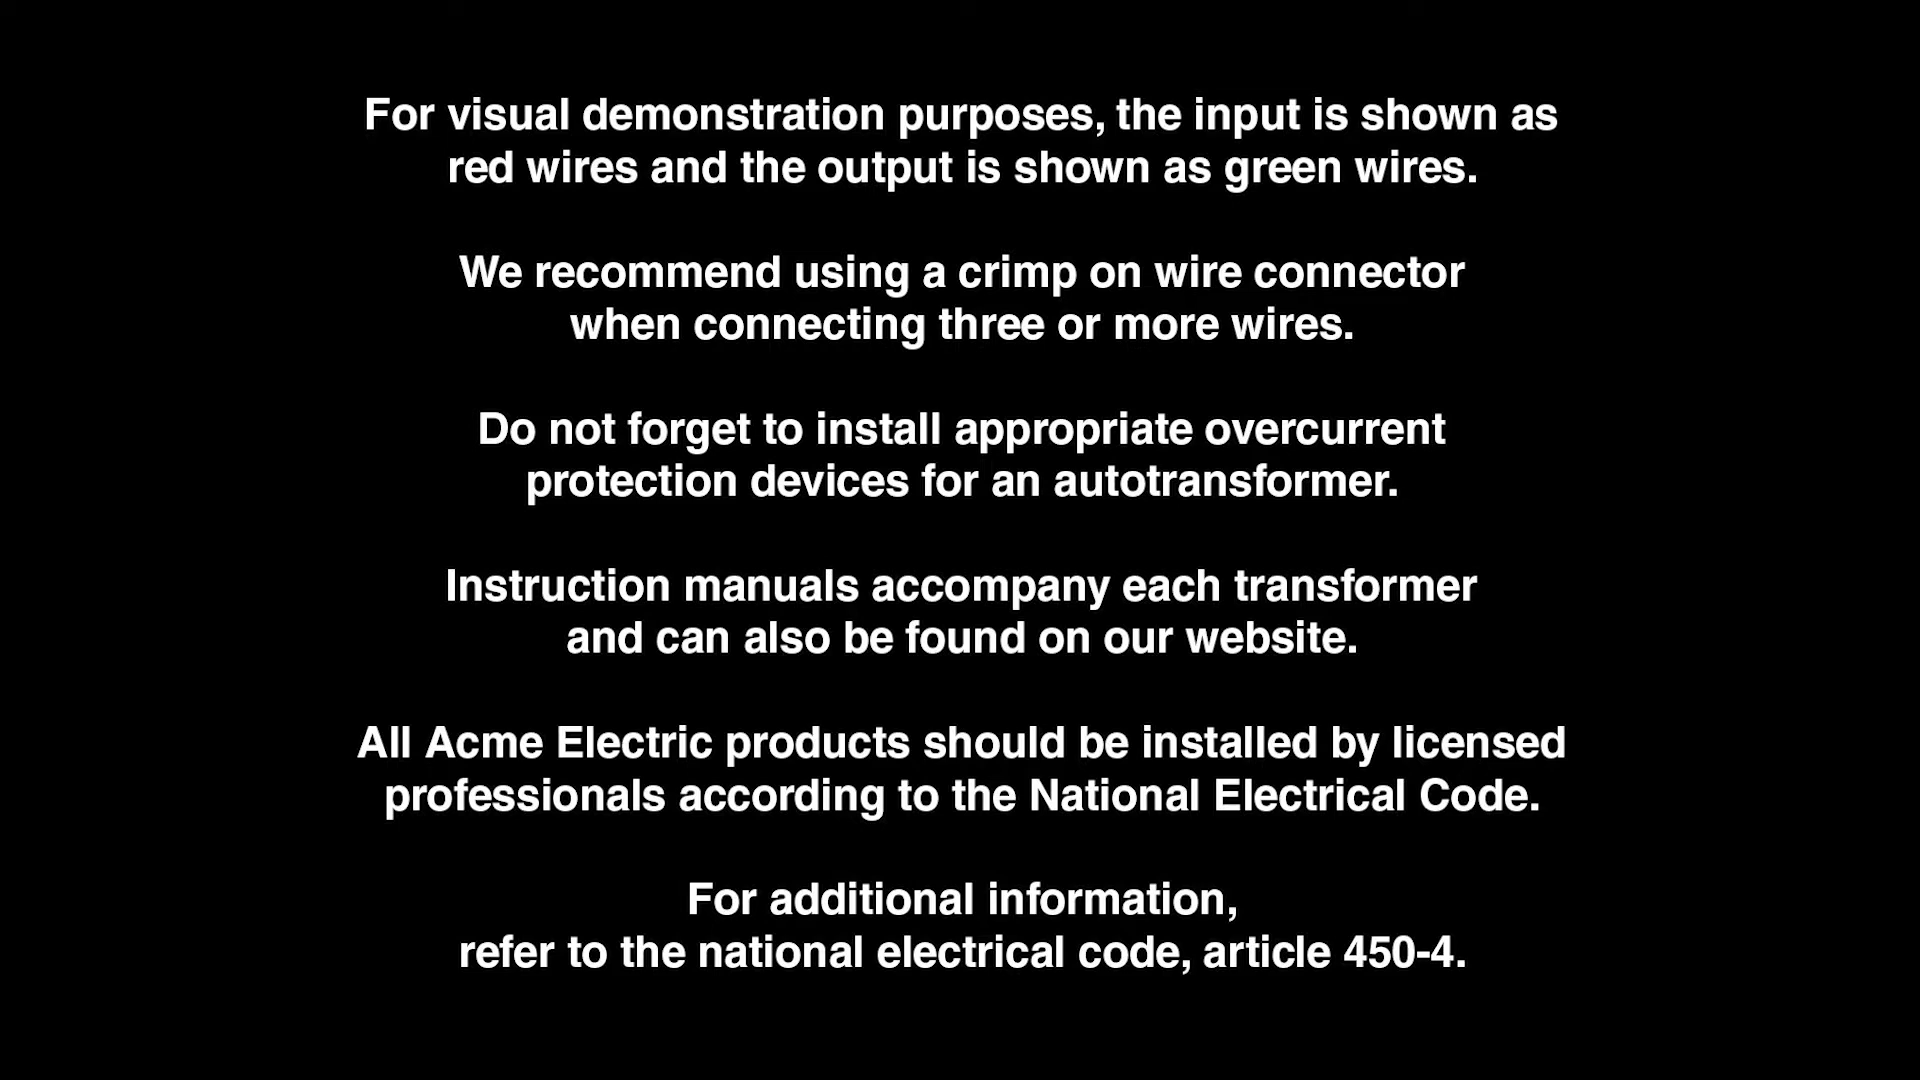 For visual demonstration purposes, the input is shown as
red wires and the output is shown as green wires.
We recommend using a crimp on wire connector
when connecting three or more wires.
Do not forget to install appropriate overcurrent
protection devices for an autotransformer.
Instruction manuals accompany each transformer
and can also be found on our website.
All Acme Electric products should be installed by licensed
professionals according to the National Electrical Code.
For additional information,
refer to the national electrical code, article 450-4.